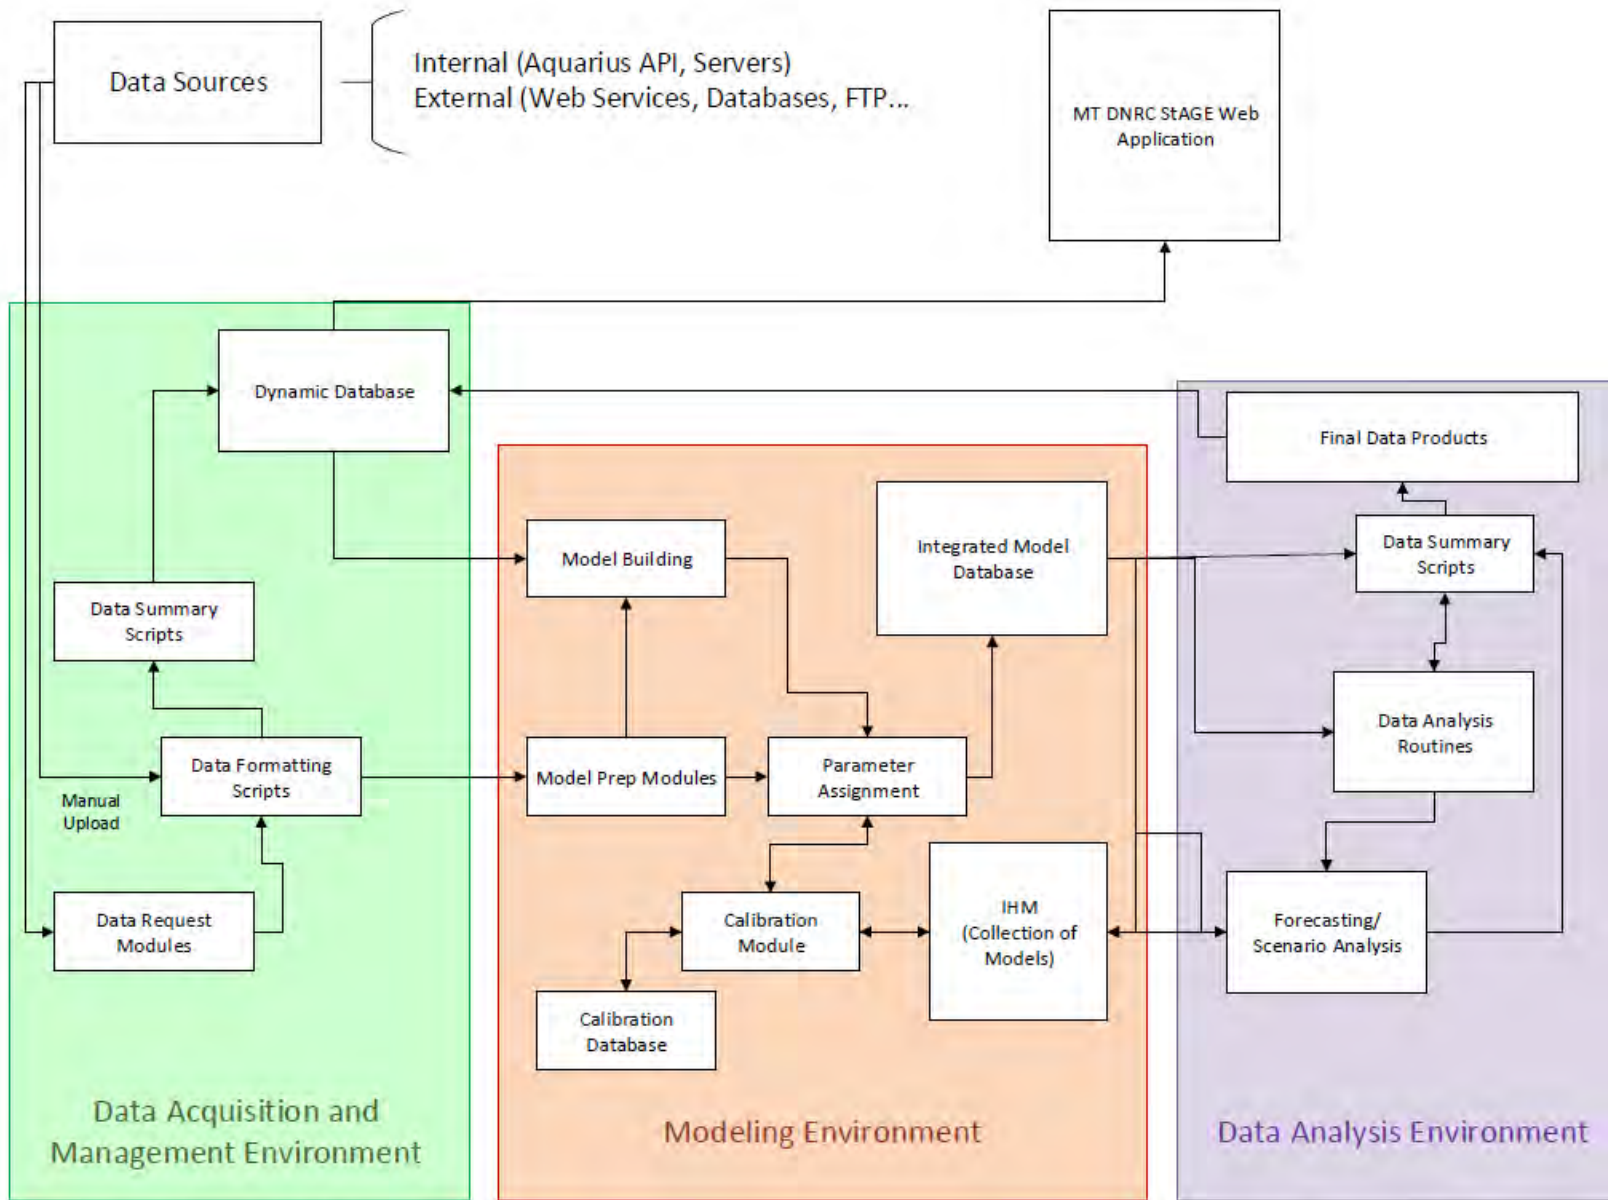 Data Sources
Internal (Aquarius API, Servers)
External (Web Services, Databases, FTP...
MT DNRC StAGE Web
Application
Dynamic Database
Final Data Products
Model Building
Integrated Model
Database
Data Summary
Scripts
Data Summary
Scripts
Data Analysis
Routines
Data Formatting
Scripts
Model Prep Modules
Parameter
Assignment
Manual
Upload
Data Request
Modules
Calibration
Module
IHM
(Collection of
Models)
Forecasting/
Scenario Analysis
Calibration
Database
Data Acquisition and
Management Environment
Modeling Environment
Data Analysis Environment